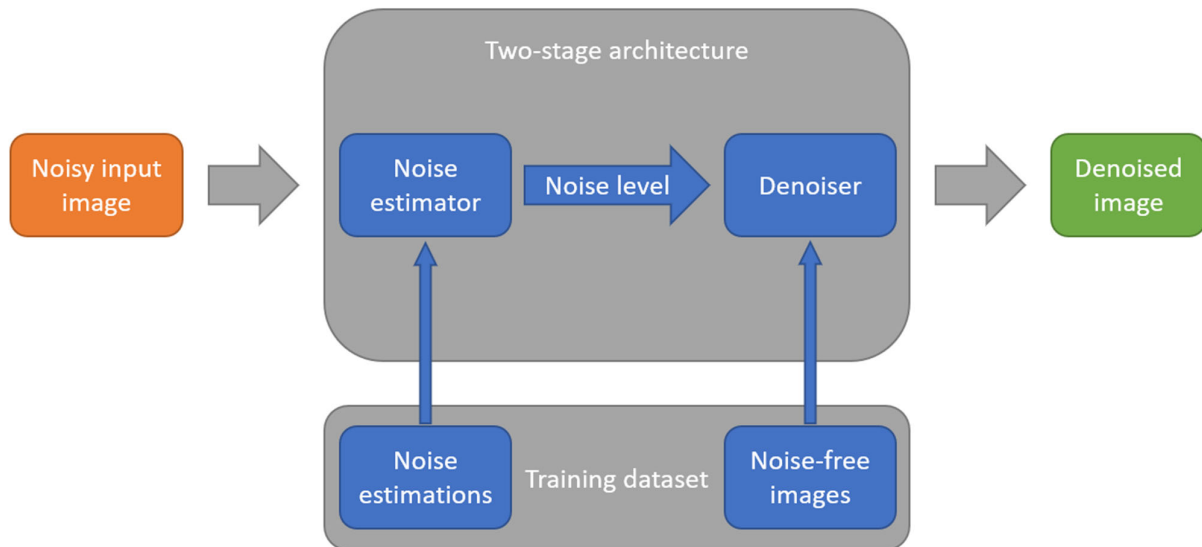 Two-stage architecture
Noisy input
image
Noise
estimator
Noise level
Denoiser
Denoised
image
Noise
estimations
Training dataset
Noise-free
images